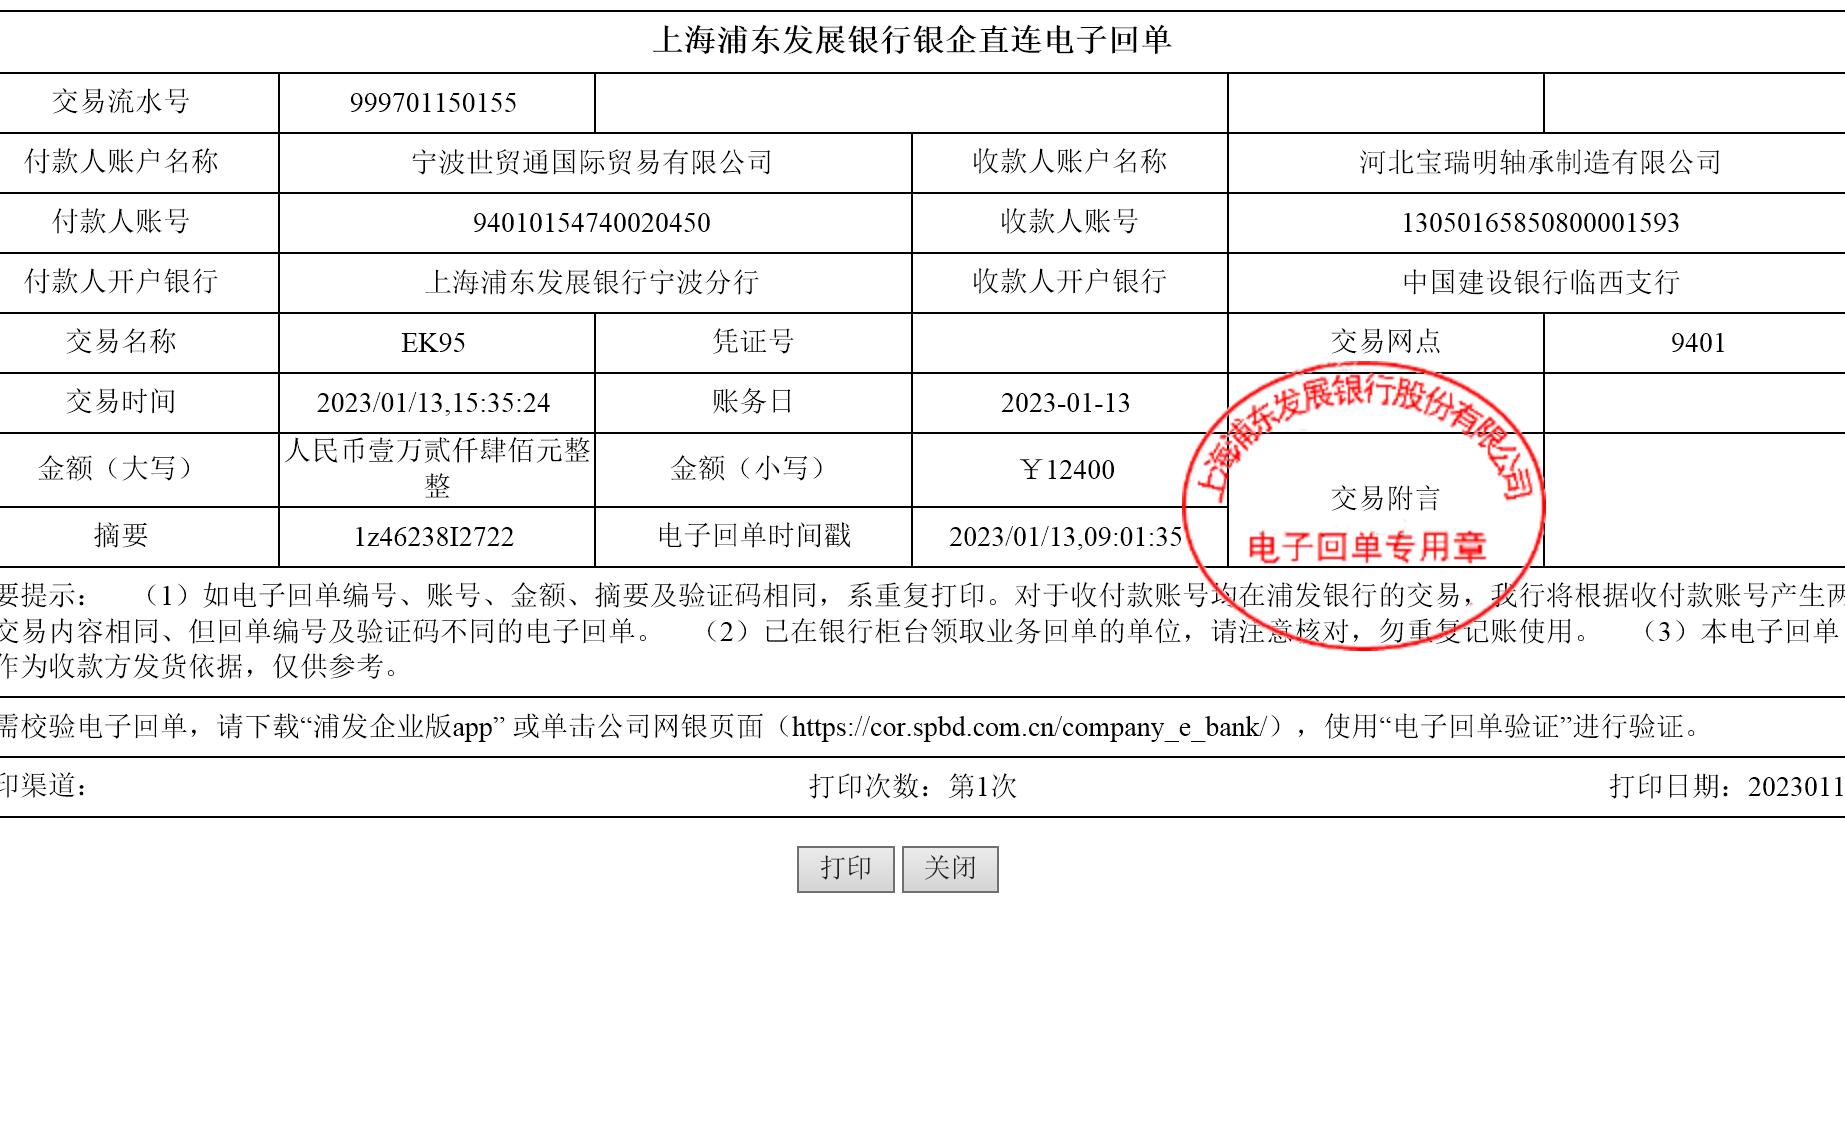 上海浦东发展银行银企直连电子回单
交易流水号 999701150155
付款人账户名称 宁波世贸通国际贸易有限公司 收款人账户名称 河北宝瑞明轴承制造有限公司
付款人账号 94010154740020450 收款人账号 13050165850800001593
付款人开户银行 上海浦东发展银行宁波分行 收款人开户银行 中国建设银行临西支行
交易名称 EK95 凭证号 交易网点 9401
交易时间 2023/01/13,15:35:24 账务日 2023-01-13
上海浦东发展银行股份有限公司
金额（大写） 人民币壹万贰仟肆佰元整
整 金额（小写） ￥12400
交易附言
摘要 1z46238I2722 电子回单时间戳 2023/01/13,09:01:35
电子回单专用章
要提示： （1）如电子回单编号、账号、金额、摘要及验证码相同，系重复打印。对于收付款账号均在浦发银行的交易，我行将根据收付款账号产生两
交易内容相同、但回单编号及验证码不同的电子回单。 （2）已在银行柜台领取业务回单的单位，请注意核对，勿重复记账使用。 （3）本电子回单
作为收款方发货依据，仅供参考。
需校验电子回单，请下载“浦发企业版app” 或单击公司网银页面（https://cor.spbd.com.cn/company_e_bank/），使用“电子回单验证”进行验证。
印渠道： 打印次数：第1次 打印日期：2023011
打印 关闭